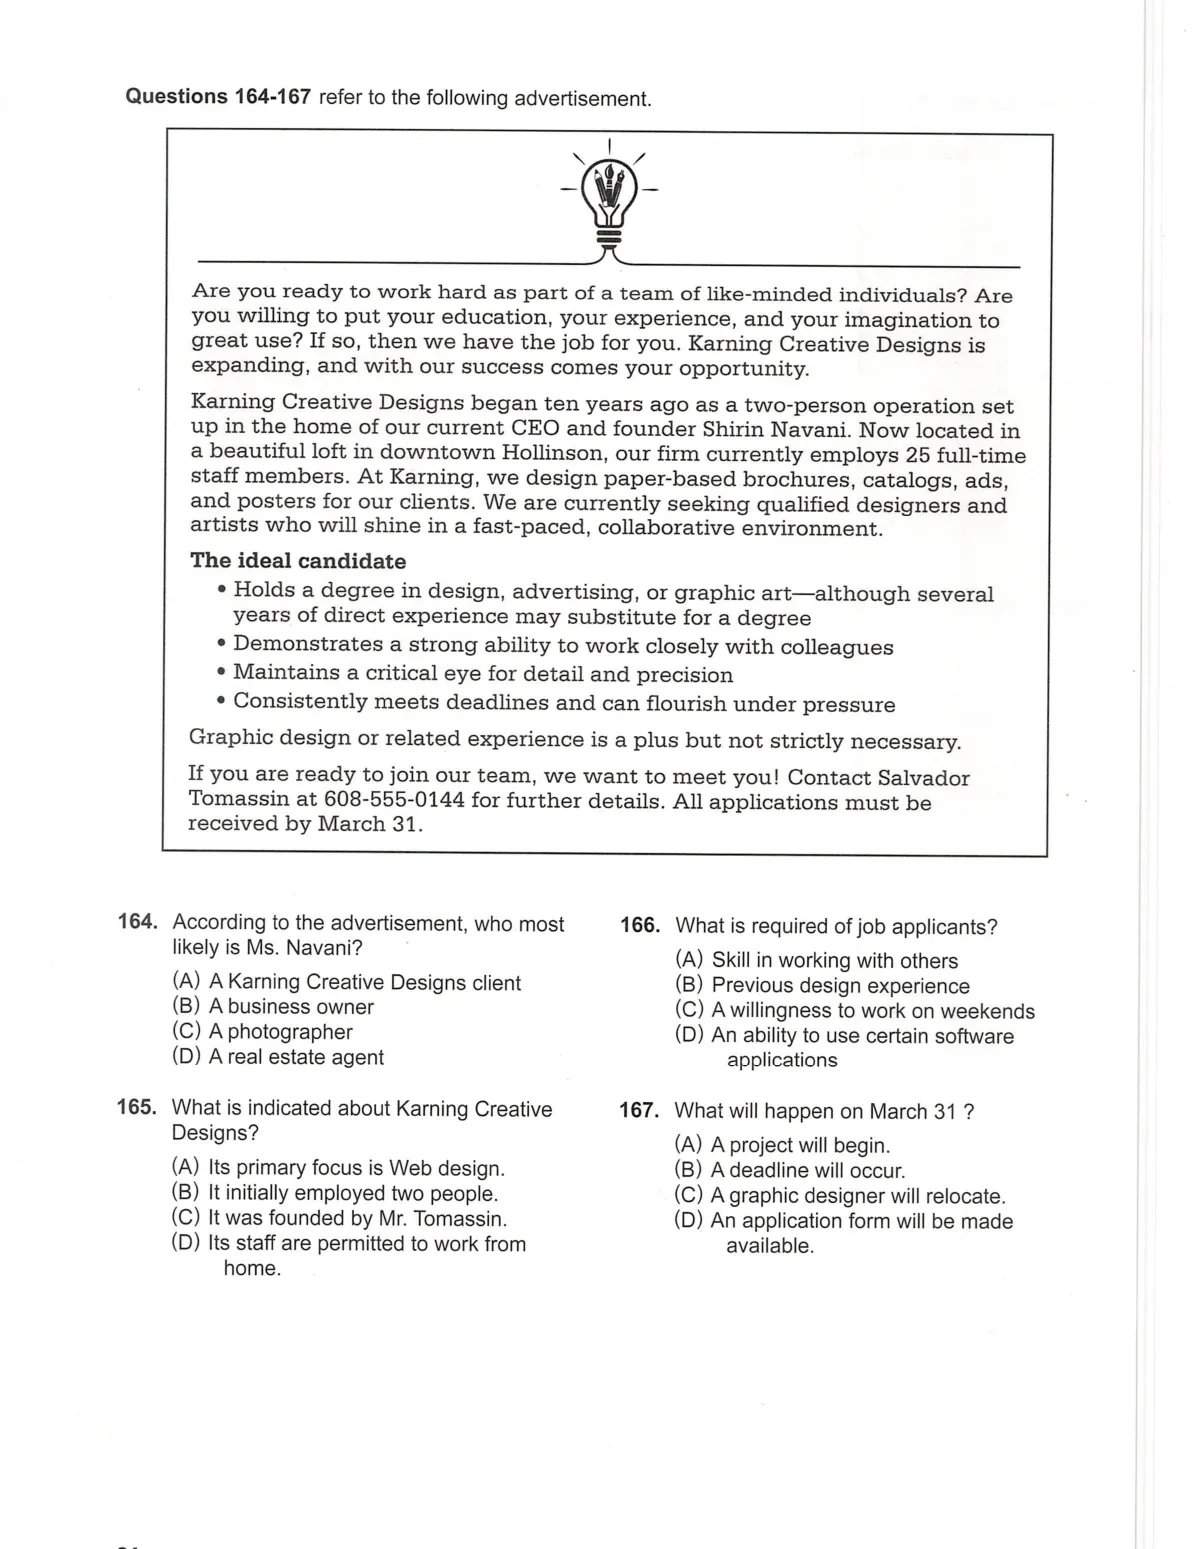 Questions 164-167 refer to the following advertisement.
Are you ready to work hard as part of a team of like-minded individuals? Are
you willing to put your education, your experience, and your imagination to
great use? If so, then we have the job for you. Karning Creative Designs is
expanding, and with our success comes your opportunity.
Karning Creative Designs began ten years ago as a two-person operation set
up in the home of our current CEO and founder Shirin Navani. Now located in
a beautiful loft in downtown Hollinson, our firm currently employs 25 full-time
staff members. At Karning, we design paper-based brochures, catalogs, ads,
and posters for our clients. We are currently seeking qualified designers and
artists who will shine in a fast-paced, collaborative environment.
The ideal candidate
• Holds a degree in design, advertising, or graphic art—although several
years of direct experience may substitute for a degree
• Demonstrates a strong ability to work closely with colleagues
• Maintains a critical eye for detail and precision
• Consistently meets deadlines and can flourish under pressure
Graphic design or related experience is a plus but not strictly necessary.
If you are ready to join our team, we want to meet you! Contact Salvador
Tomassin at 608-555-0144 for further details. All applications must be
received by March 31.
164. According to the advertisement, who most
likely is Ms. Navani?
(A) A Karning Creative Designs client
(B) A business owner
(C) A photographer
(D) A real estate agent
165. What is indicated about Karning Creative
Designs?
(A) Its primary focus is Web design.
(B) It initially employed two people.
(C) It was founded by Mr. Tomassin.
(D) Its staff are permitted to work from
home.
166. What is required of job applicants?
(A) Skill in working with others
(B) Previous design experience
(C) A willingness to work on weekends
(D) An ability to use certain software
applications
167. What will happen on March 31 ?
(A) A project will begin.
(B) A deadline will occur.
(C) A graphic designer will relocate.
(D) An application form will be made
available.